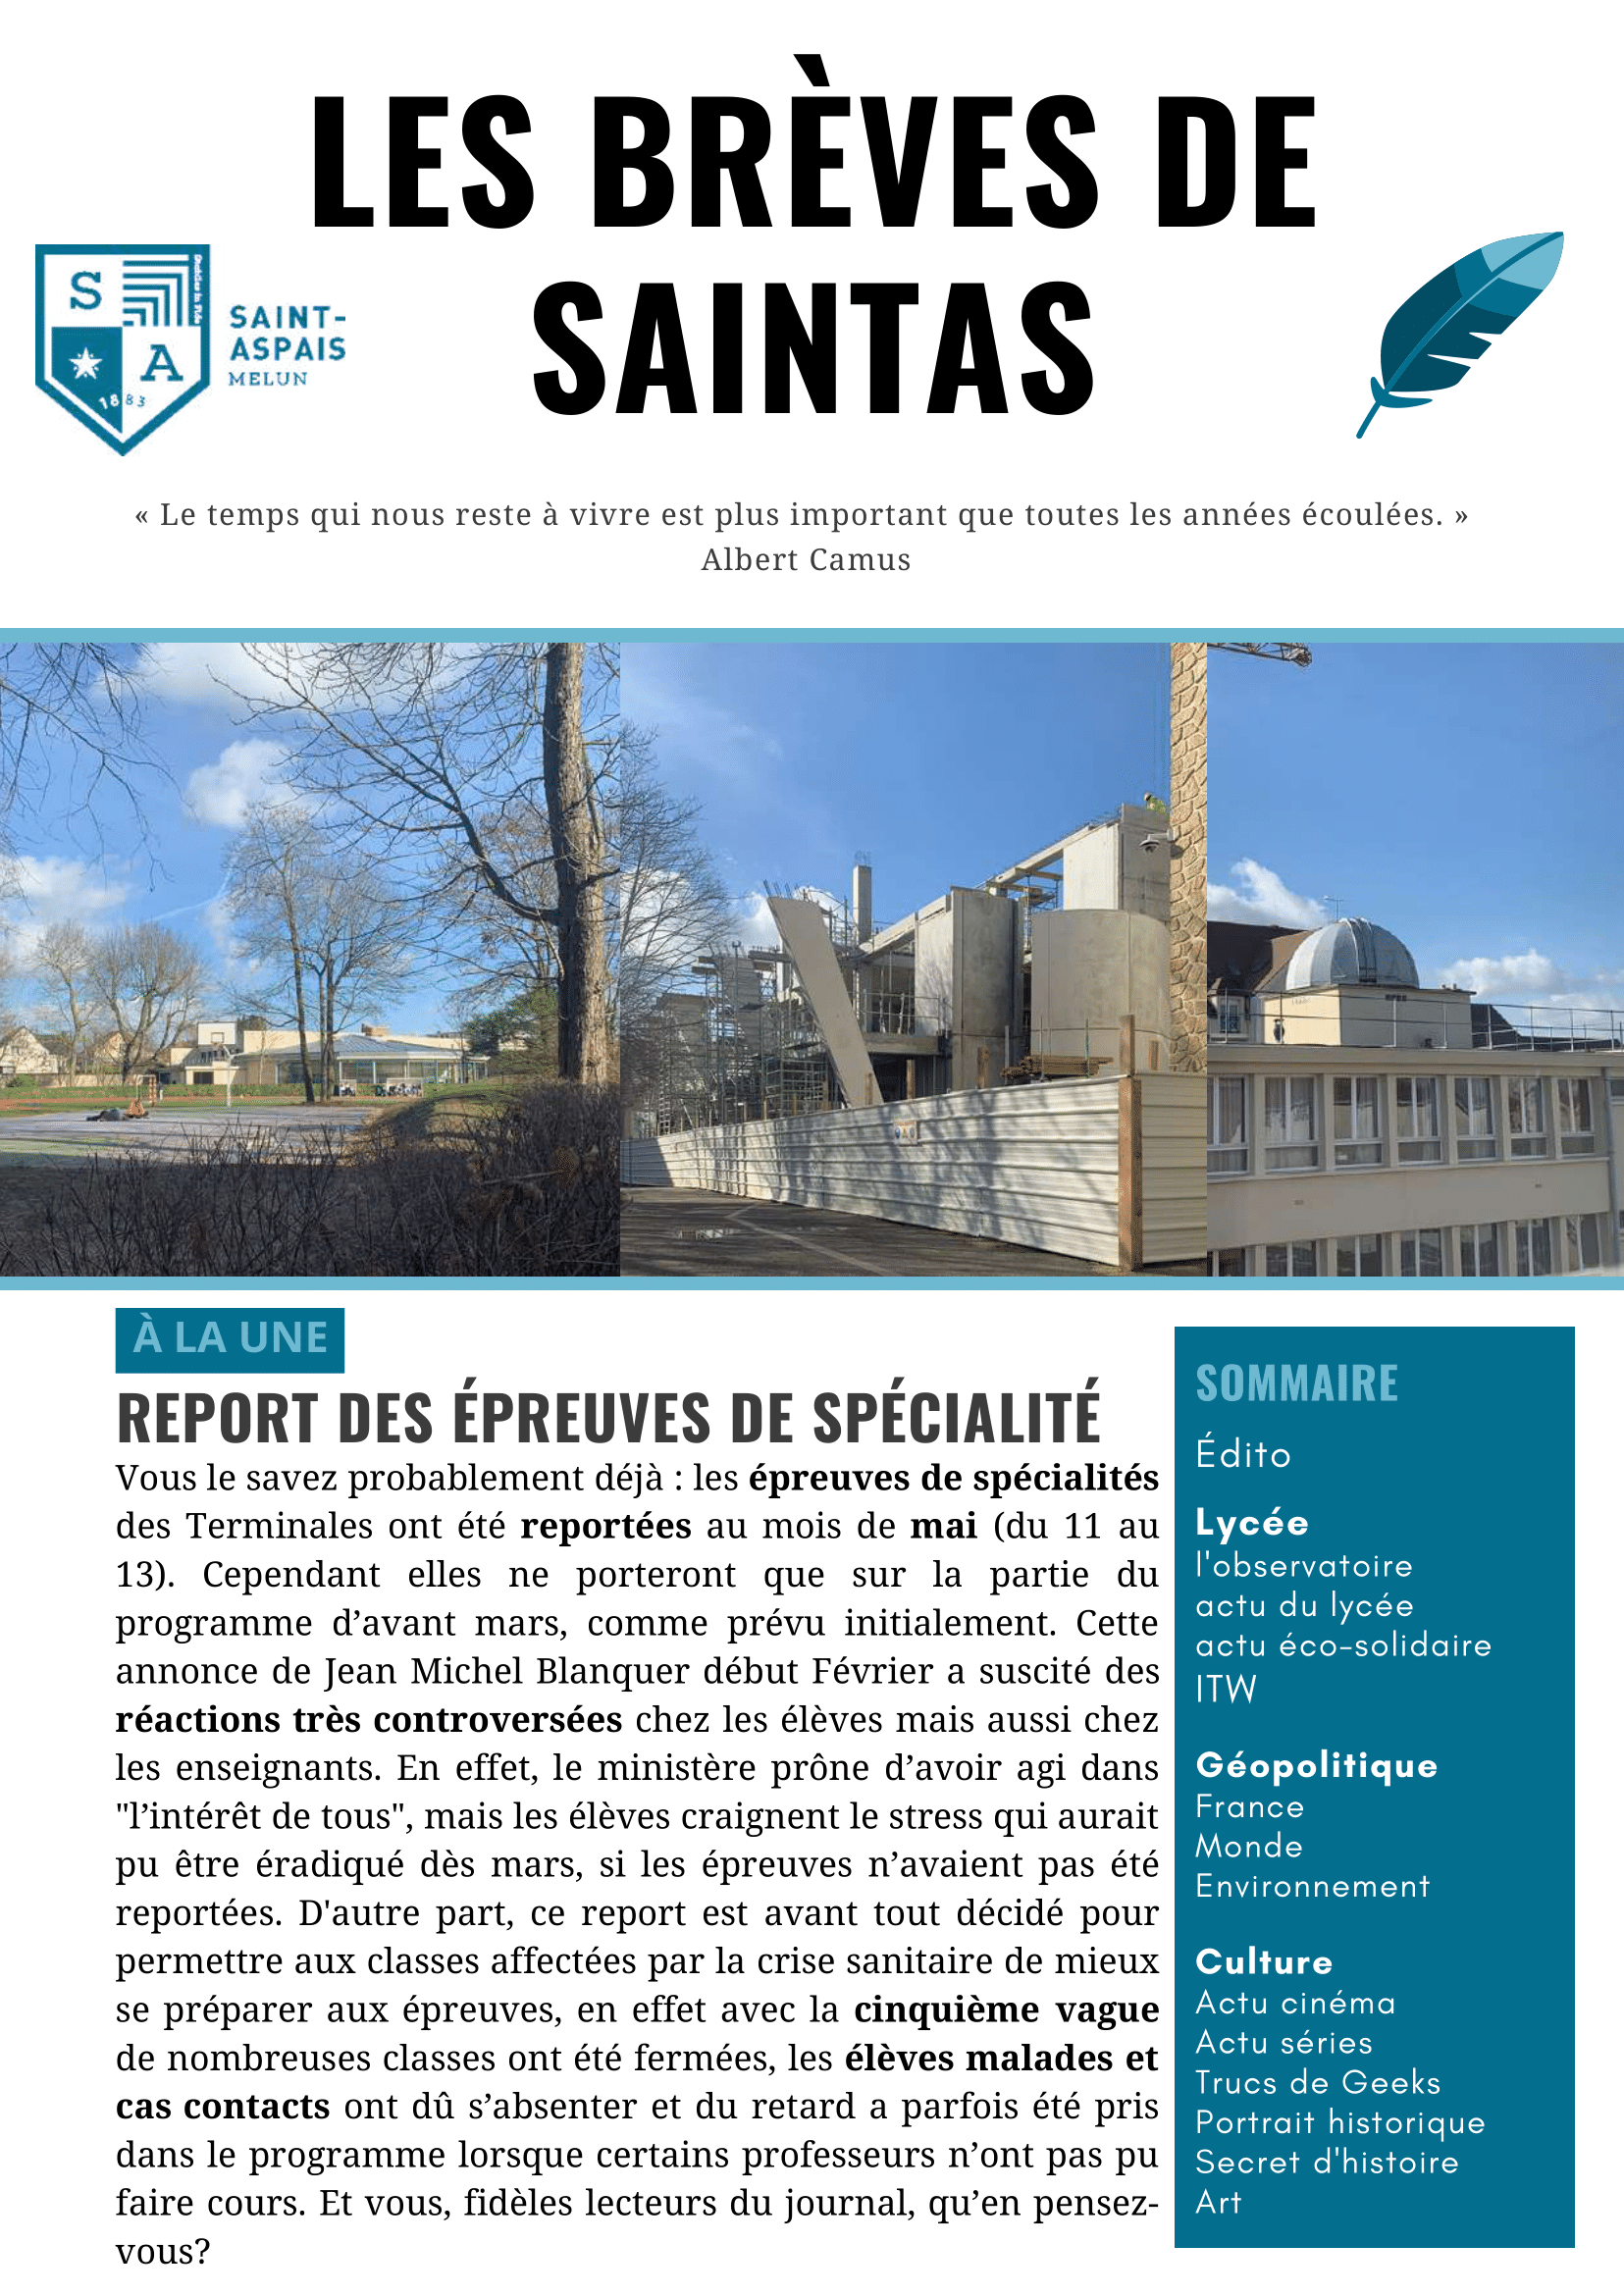 LES BRÈVES DE
SAINTAS
S
A
1883
SAINT-
ASPAIS
MELUN
« Le temps qui nous reste à vivre est plus important que toutes les années écoulées. »
Albert Camus
À LA UNE
REPORT DES ÉPREUVES DE SPÉCIALITÉ
Vous le savez probablement déjà : les épreuves de spécialités
des Terminales ont été reportées au mois de mai (du 11 au
13). Cependant elles ne porteront que sur la partie du
programme d’avant mars, comme prévu initialement. Cette
annonce de Jean Michel Blanquer début Février a suscité des
réactions très controversées chez les élèves mais aussi chez
les enseignants. En effet, le ministère prône d’avoir agi dans
"l’intérêt de tous", mais les élèves craignent le stress qui aurait
pu être éradiqué dès mars, si les épreuves n’avaient pas été
reportées. D'autre part, ce report est avant tout décidé pour
permettre aux classes affectées par la crise sanitaire de mieux
se préparer aux épreuves, en effet avec la cinquième vague
de nombreuses classes ont été fermées, les élèves malades et
cas contacts ont dû s’absenter et du retard a parfois été pris
dans le programme lorsque certains professeurs n’ont pas pu
faire cours. Et vous, fidèles lecteurs du journal, qu’en pensez-
vous?
SOMMAIRE
Édito
Lycée
l'observatoire
actu du lycée
actu éco-solidaire
ITW
Géopolitique
France
Monde
Environnement
Culture
Actu cinéma
Actu séries
Trucs de Geeks
Portrait historique
Secret d'histoire
Art